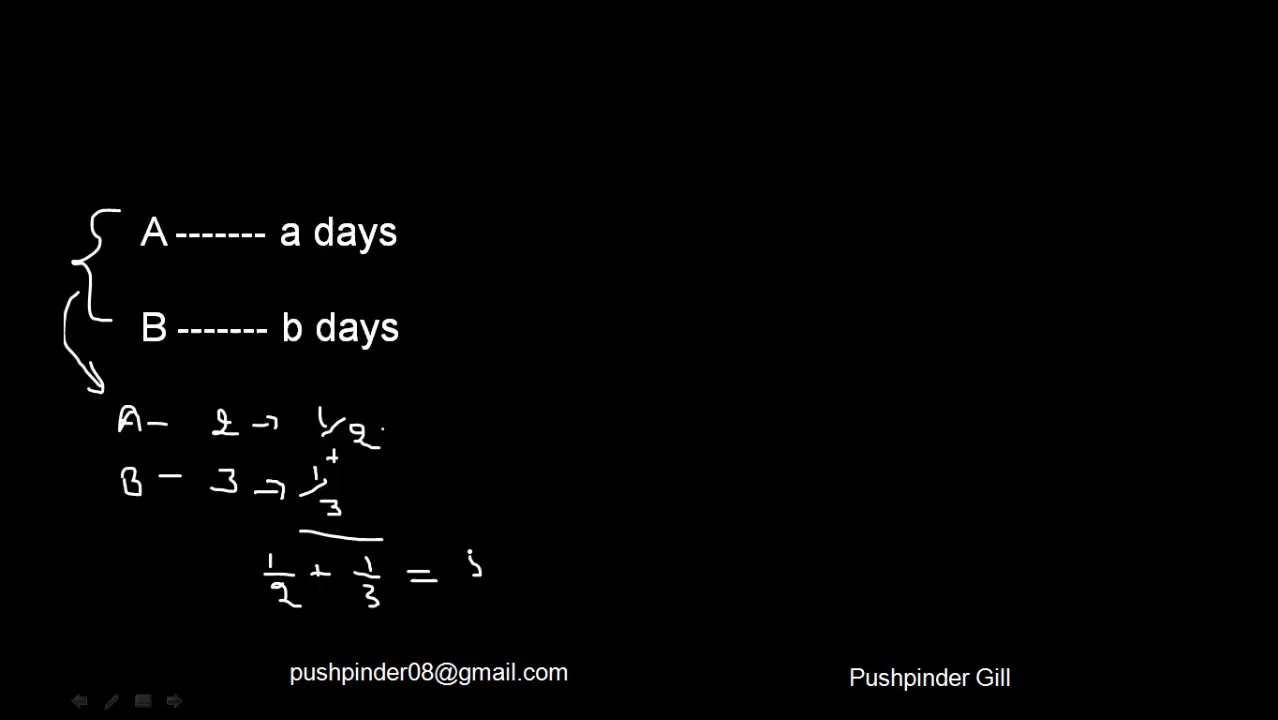 A ------- a days
B ------- b days
A - 2 → 1/2
+
B - 3 → 1/3
1/2 + 1/3 =
pushpinder08@gmail.com
Pushpinder Gill